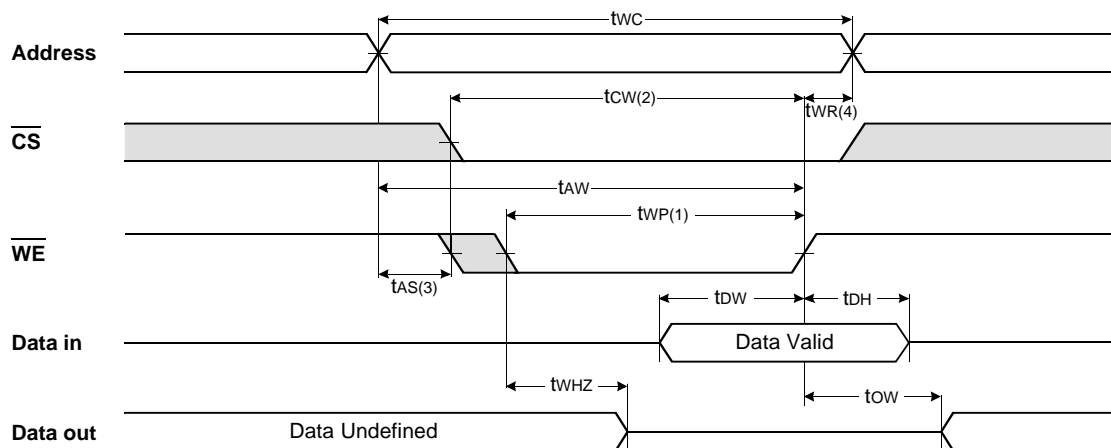 tWC
Address
tCW(2)
tWR(4)
CS
tAW
tWP(1)
WE
tAS(3)
tDW
tDH
Data in
Data Valid
tWHZ
tOW
Data out
Data Undefined